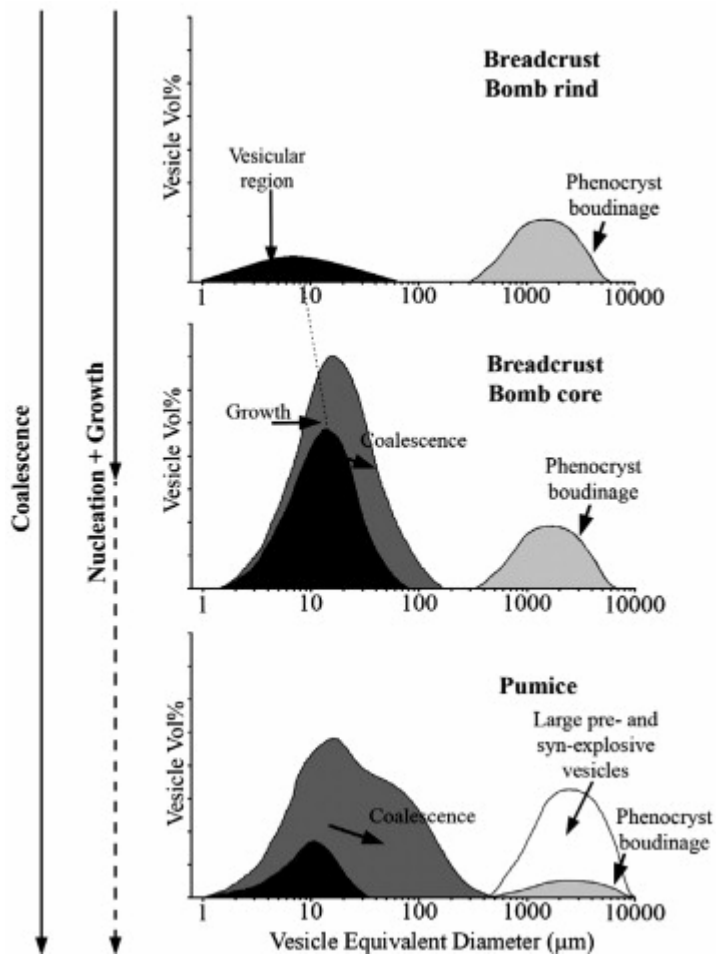 Coalescence
Nucleation + Growth
Breadcrust
Bomb rind
Vesicle Vol%
Vesicular
region
Phenocryst
boudinage
1 10 100 1000 10000
Breadcrust
Bomb core
Vesicle Vol%
Growth
Coalescence
Phenocryst
boudinage
1 10 100 1000 10000
Pumice
Vesicle Vol%
Large pre- and
syn-explosive
vesicles
Coalescence
Phenocryst
boudinage
1 10 100 1000 10000
Vesicle Equivalent Diameter (μm)